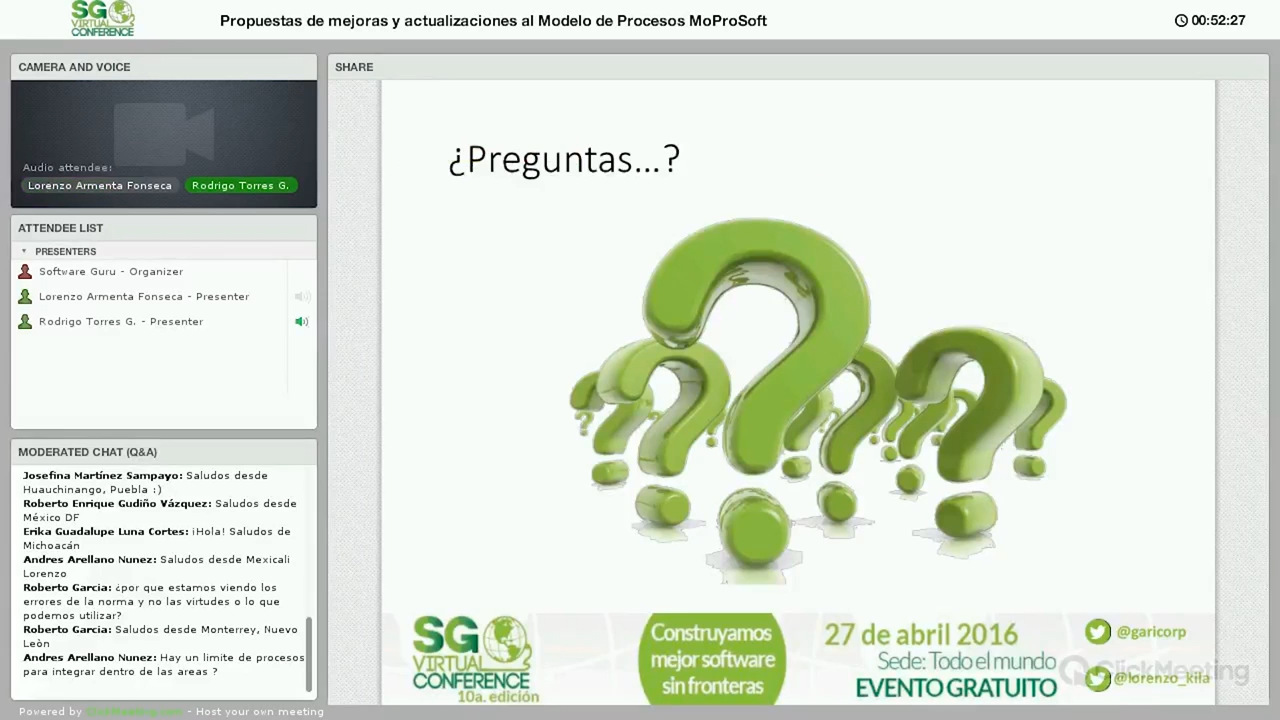 SG
VIRTUAL
CONFERENCE
Propuestas de mejoras y actualizaciones al Modelo de Procesos MoProSoft
00:52:27
CAMERA AND VOICE
Audio attendee:
Lorenzo Armenta Fonseca
Rodrigo Torres G.
ATTENDEE LIST
PRESENTERS
Software Guru - Organizer
Lorenzo Armenta Fonseca - Presenter
Rodrigo Torres G. - Presenter
MODERATED CHAT (Q&A)
Josefina Martínez Sampayo: Saludos desde
Huauchinango, Puebla :)
Roberto Enrique Gudiño Vázquez: Saludos desde
México DF
Erika Guadalupe Luna Cortes: ¡Hola! Saludos de
Michoacán
Andres Arellano Nunez: Saludos desde Mexicali
Lorenzo
Roberto Garcia: ¿por que estamos viendo los
errores de la norma y no las virtudes o lo que
podemos utilizar?
Roberto Garcia: Saludos desde Monterrey, Nuevo
Leòn
Andres Arellano Nunez: Hay un limite de procesos
para integrar dentro de las areas ?
Powered by ClickMeeting.com - Host your own meeting
SHARE
¿Preguntas...?
SG
VIRTUAL
CONFERENCE
10a. edición
Construyamos
mejor software
sin fronteras
27 de abril 2016
Sede: Todo el mundo
EVENTO GRATUITO
@garicorp
@lorenzo_kiia
ClickMeeting